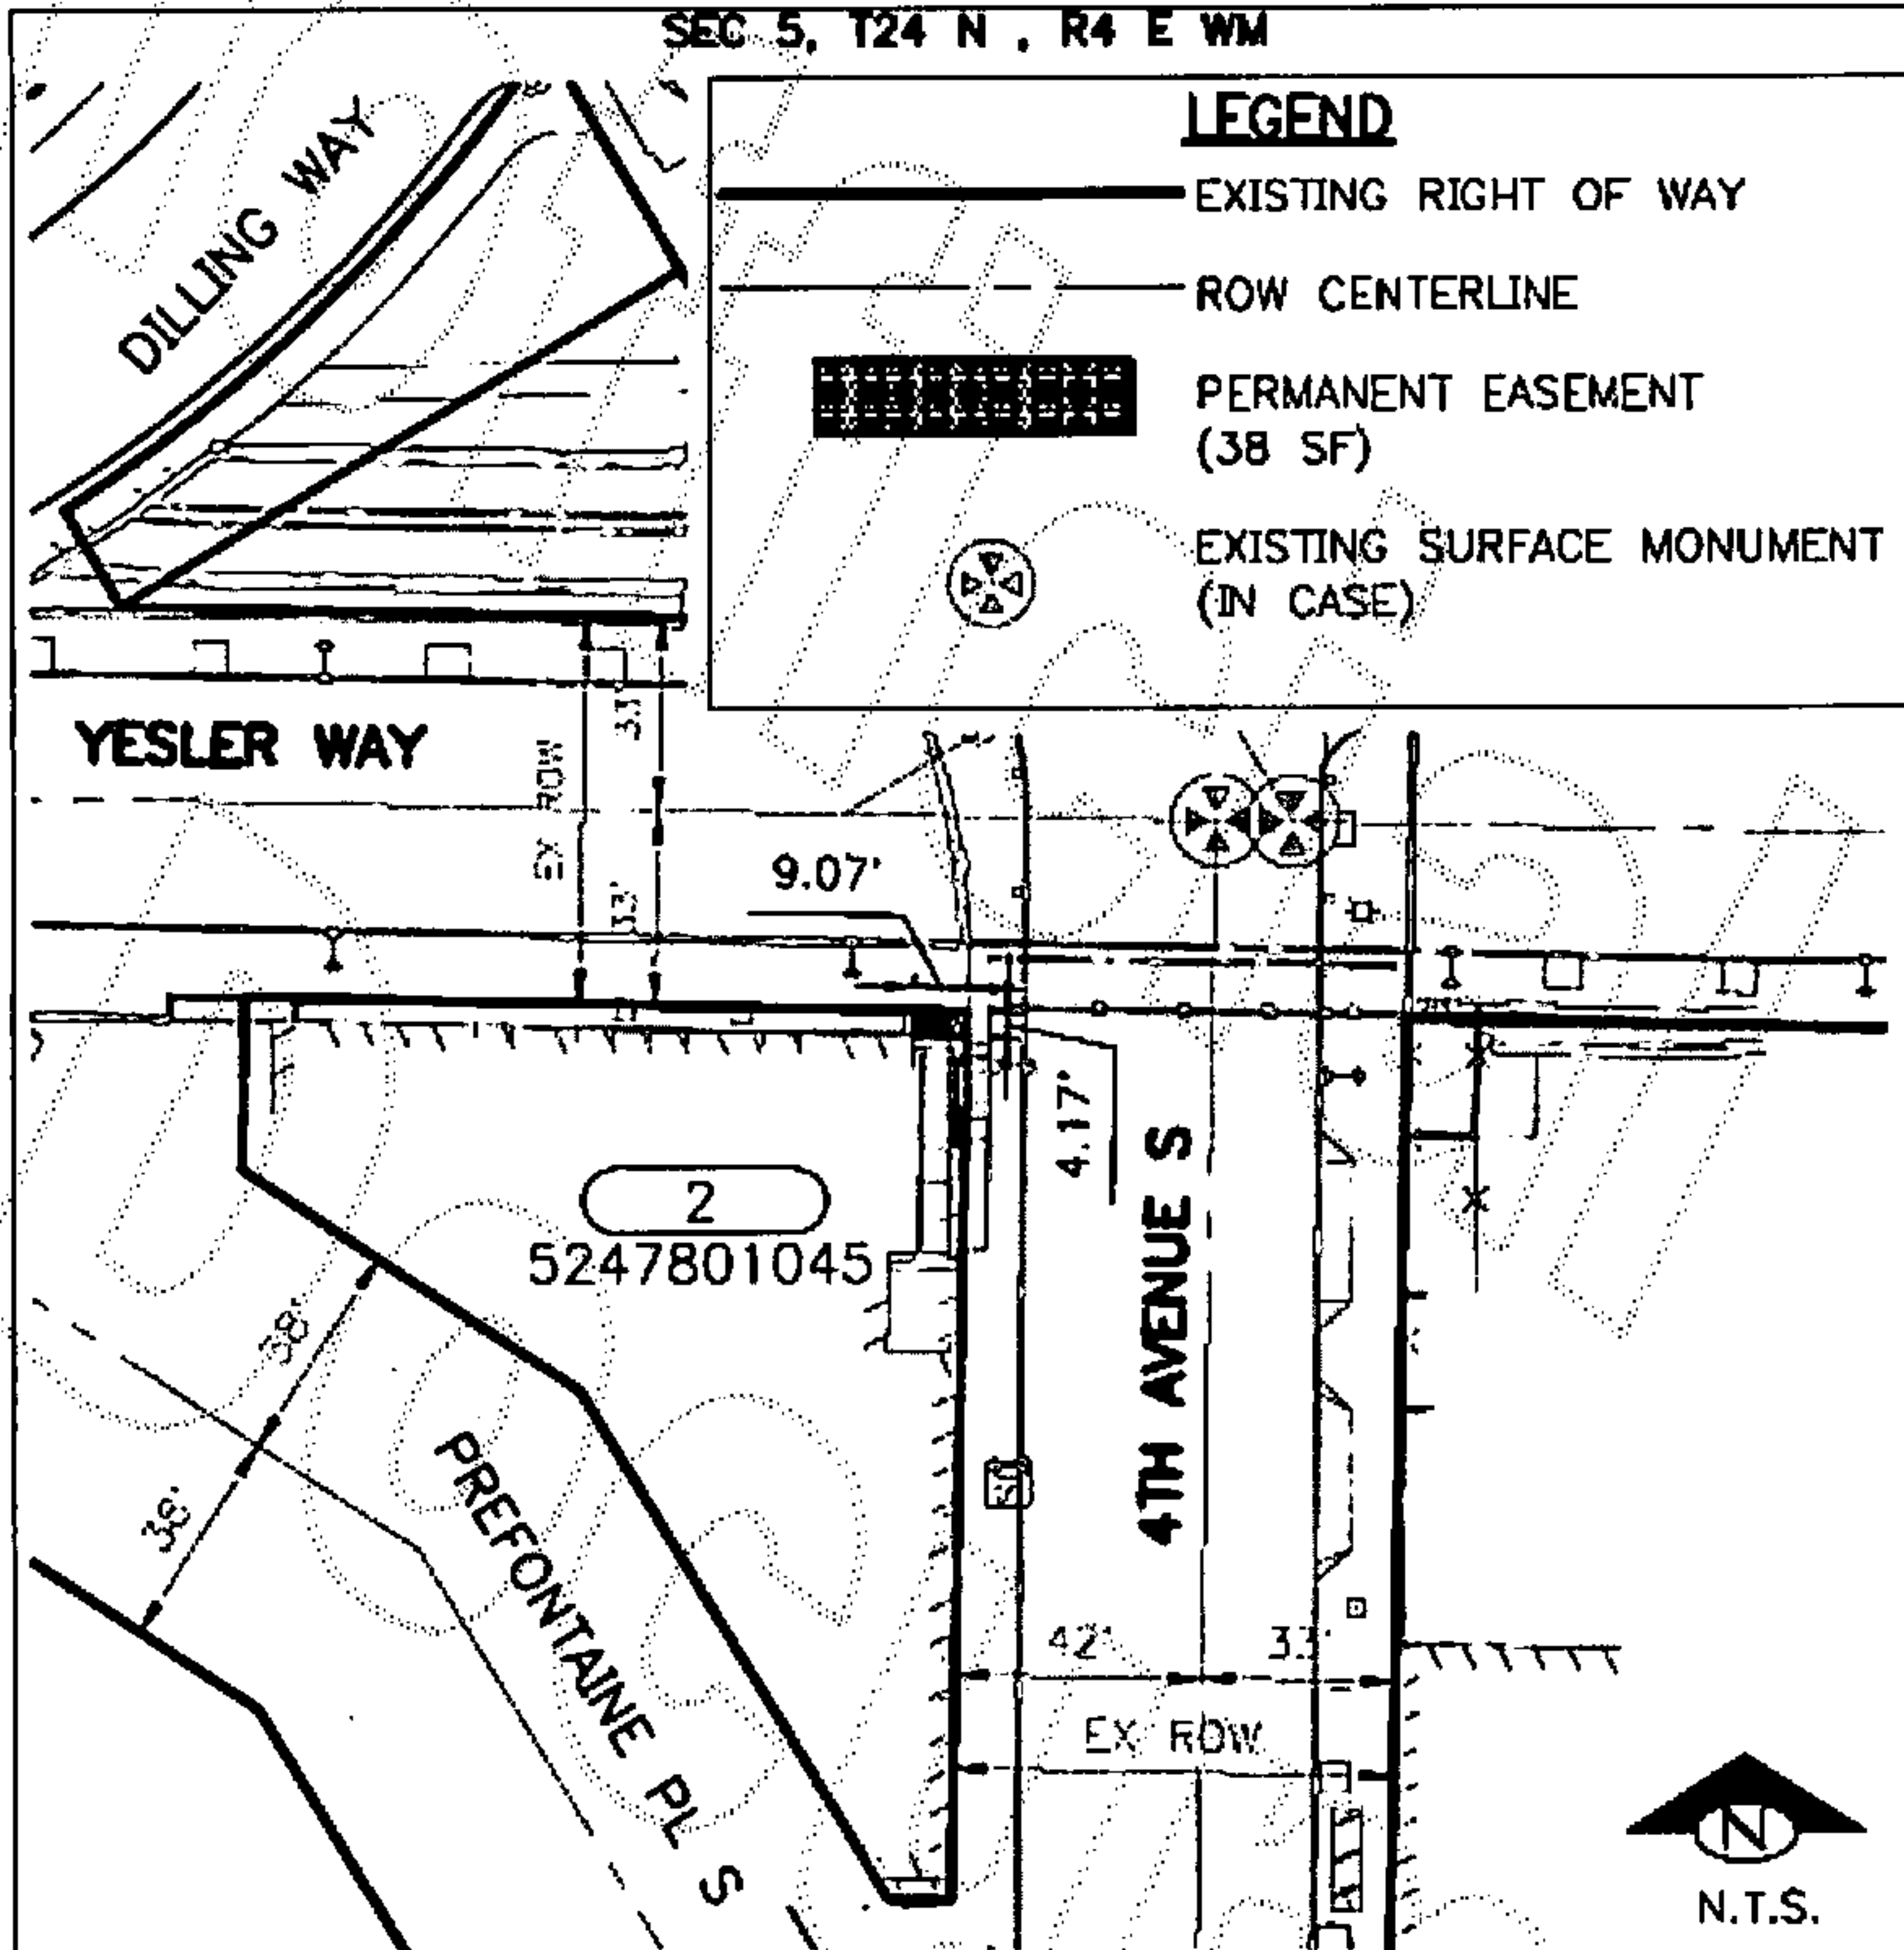 SEC 5, T24 N , R4 E WM
LEGEND
EXISTING RIGHT OF WAY
ROW CENTERLINE
PERMANENT EASEMENT
(38 SF)
EXISTING SURFACE MONUMENT
(IN CASE)
DILLING WAY
YESLER WAY
33'
EX ROW
33'
9.07'
4.17'
4TH AVENUE S
2
5247801045
38'
38'
PREFONTAINE PL S
42'
33'
EX ROW
N
N.T.S.